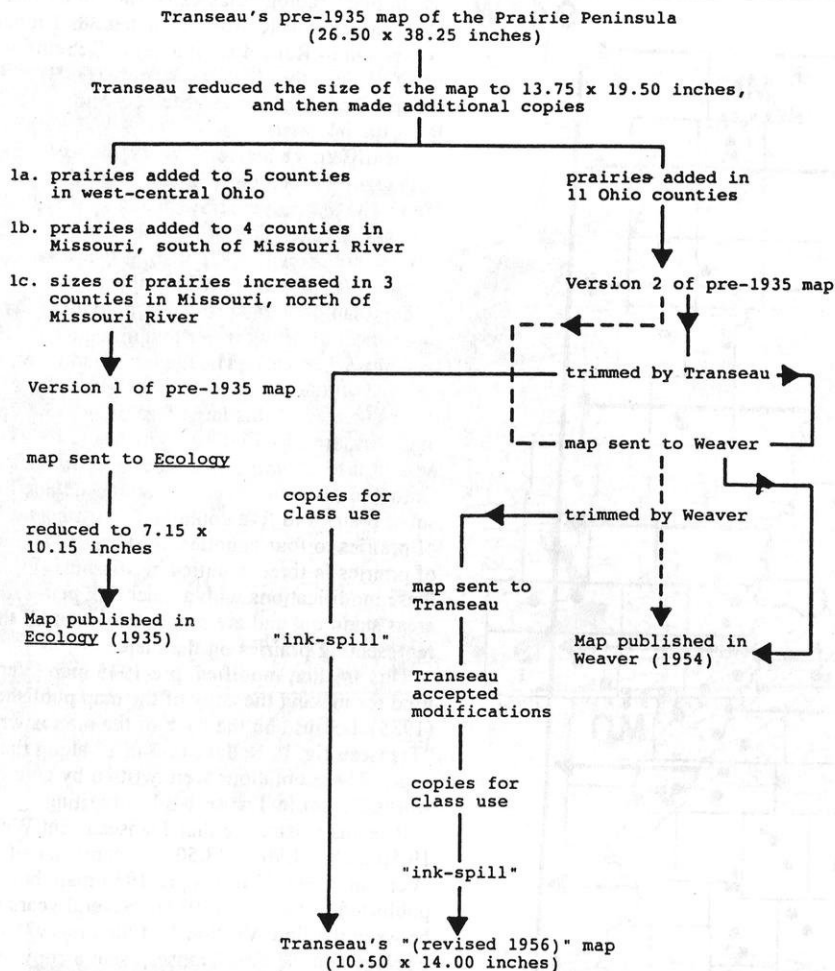 Transeau's pre-1935 map of the Prairie Peninsula
(26.50 x 38.25 inches)
Transeau reduced the size of the map to 13.75 x 19.50 inches,
and then made additional copies
1a. prairies added to 5 counties
in west-central Ohio
1b. prairies added to 4 counties in
Missouri, south of Missouri River
1c. sizes of prairies increased in 3
counties in Missouri, north of
Missouri River
Version 1 of pre-1935 map
map sent to Ecology
reduced to 7.15 x
10.15 inches
Map published in
Ecology (1935)
prairies added in
11 Ohio counties
Version 2 of pre-1935 map
trimmed by Transeau
map sent to Weaver
copies for
class use
trimmed by Weaver
map sent to
Transeau
"ink-spill"
Map published in
Weaver (1954)
Transeau
accepted
modifications
copies for
class use
"ink-spill"
Transeau's "(revised 1956)" map
(10.50 x 14.00 inches)